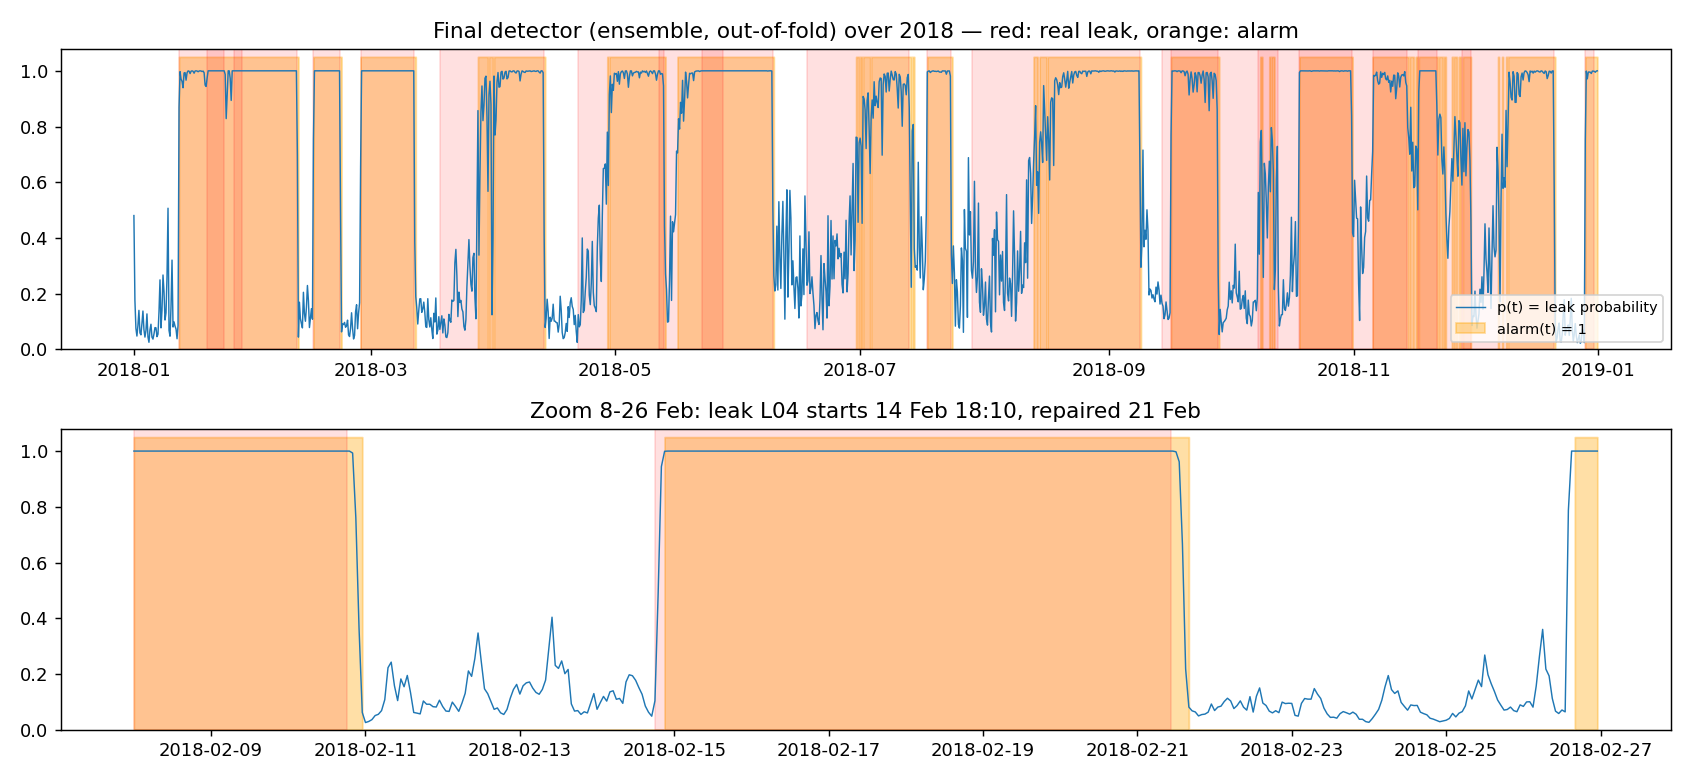 Final detector (ensemble, out-of-fold) over 2018 — red: real leak, orange: alarm
1.0
0.8
0.6
0.4
0.2
0.0
p(t) = leak probability
alarm(t) = 1
2018-01 2018-03 2018-05 2018-07 2018-09 2018-11 2019-01
Zoom 8-26 Feb: leak L04 starts 14 Feb 18:10, repaired 21 Feb
1.0
0.8
0.6
0.4
0.2
0.0
2018-02-09 2018-02-11 2018-02-13 2018-02-15 2018-02-17 2018-02-19 2018-02-21 2018-02-23 2018-02-25 2018-02-27